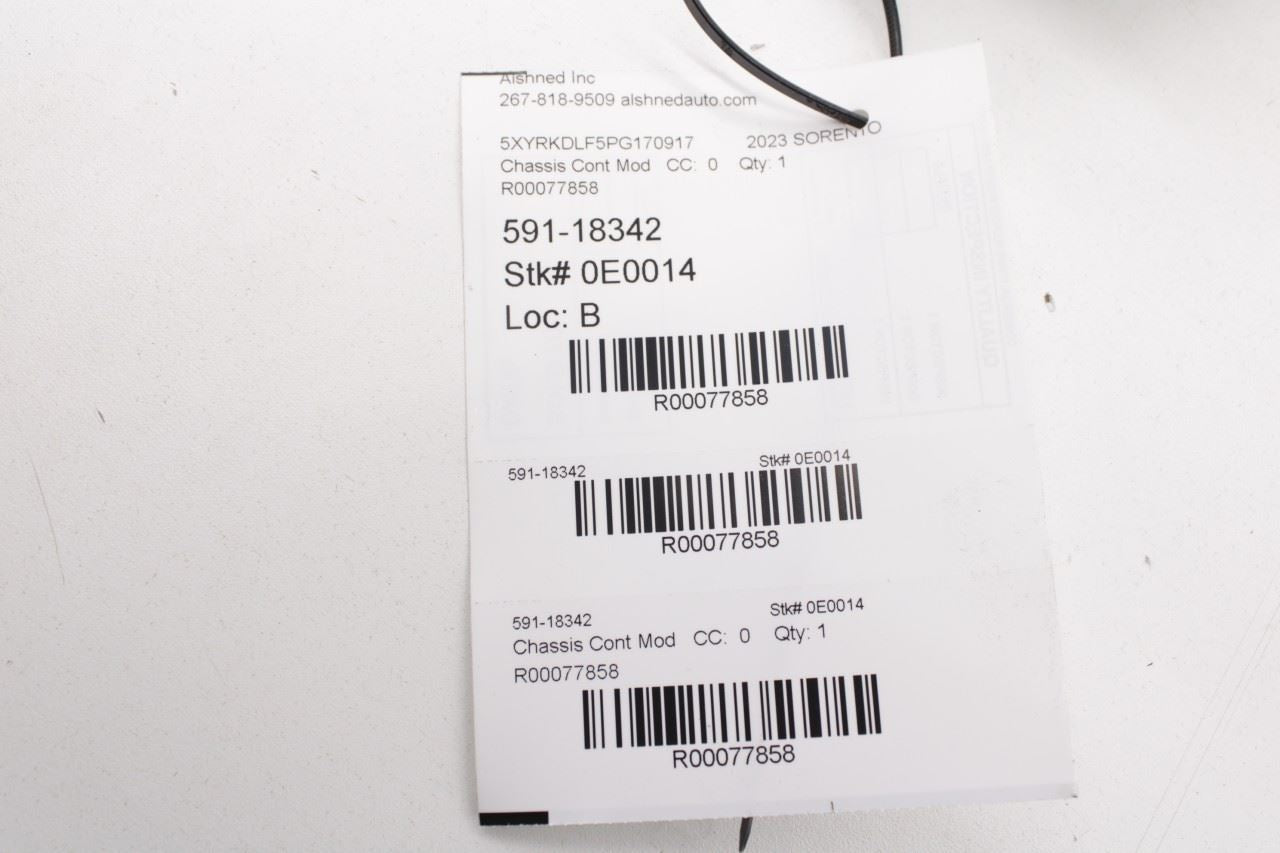 Alshned Inc
267-818-9509 alshnedauto.com
5XYRKDLF5PG170917 2023 SORENTO
Chassis Cont Mod CC: 0 Qty: 1
R00077858
591-18342
Stk# 0E0014
Loc: B
R00077858
591-18342 Stk# 0E0014
R00077858
591-18342 Stk# 0E0014
Chassis Cont Mod CC: 0 Qty: 1
R00077858
R00077858
QUALITY INSPECTION